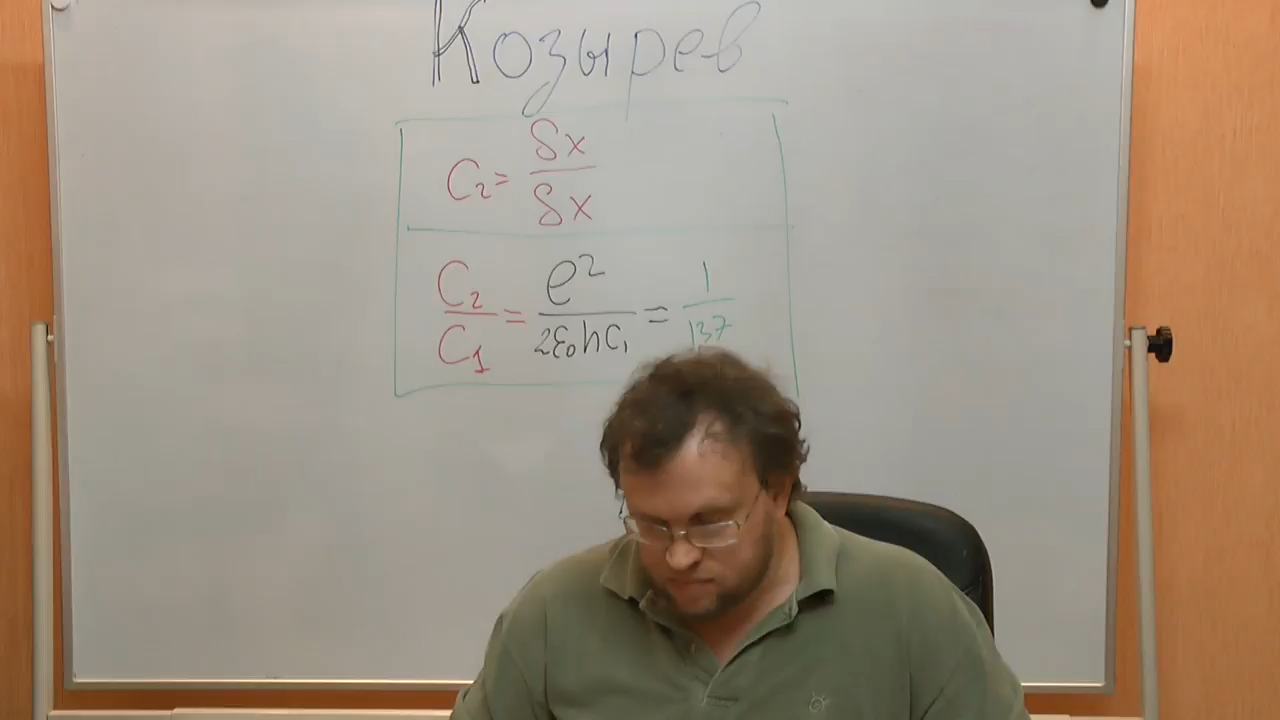 Козырев
C₂ = δx / δx
C₂ / C₁ = e² / 2ε₀hC₁ = 1 / 137